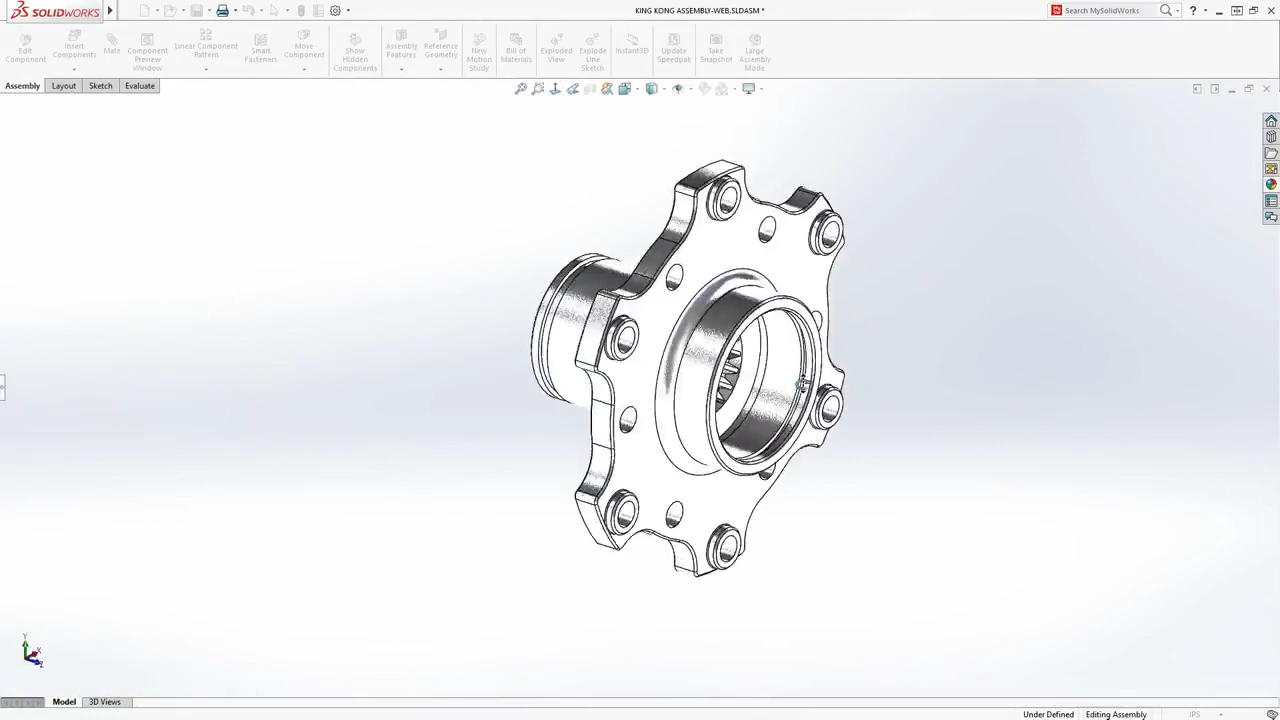 SOLIDWORKS
KING KONG ASSEMBLY-WEB.SLDASM *
Search MySolidWorks
?
Edit Component
Insert Components
Mate
Component Preview Window
Linear Component Pattern
Smart Fasteners
Move Component
Show Hidden Components
Assembly Features
Reference Geometry
New Motion Study
Bill of Materials
Exploded View
Explode Line Sketch
Instant3D
Update Speedpak
Take Snapshot
Large Assembly Mode
Assembly Layout Sketch Evaluate
Y
X
Z
Model 3D Views
Under Defined Editing Assembly IPS